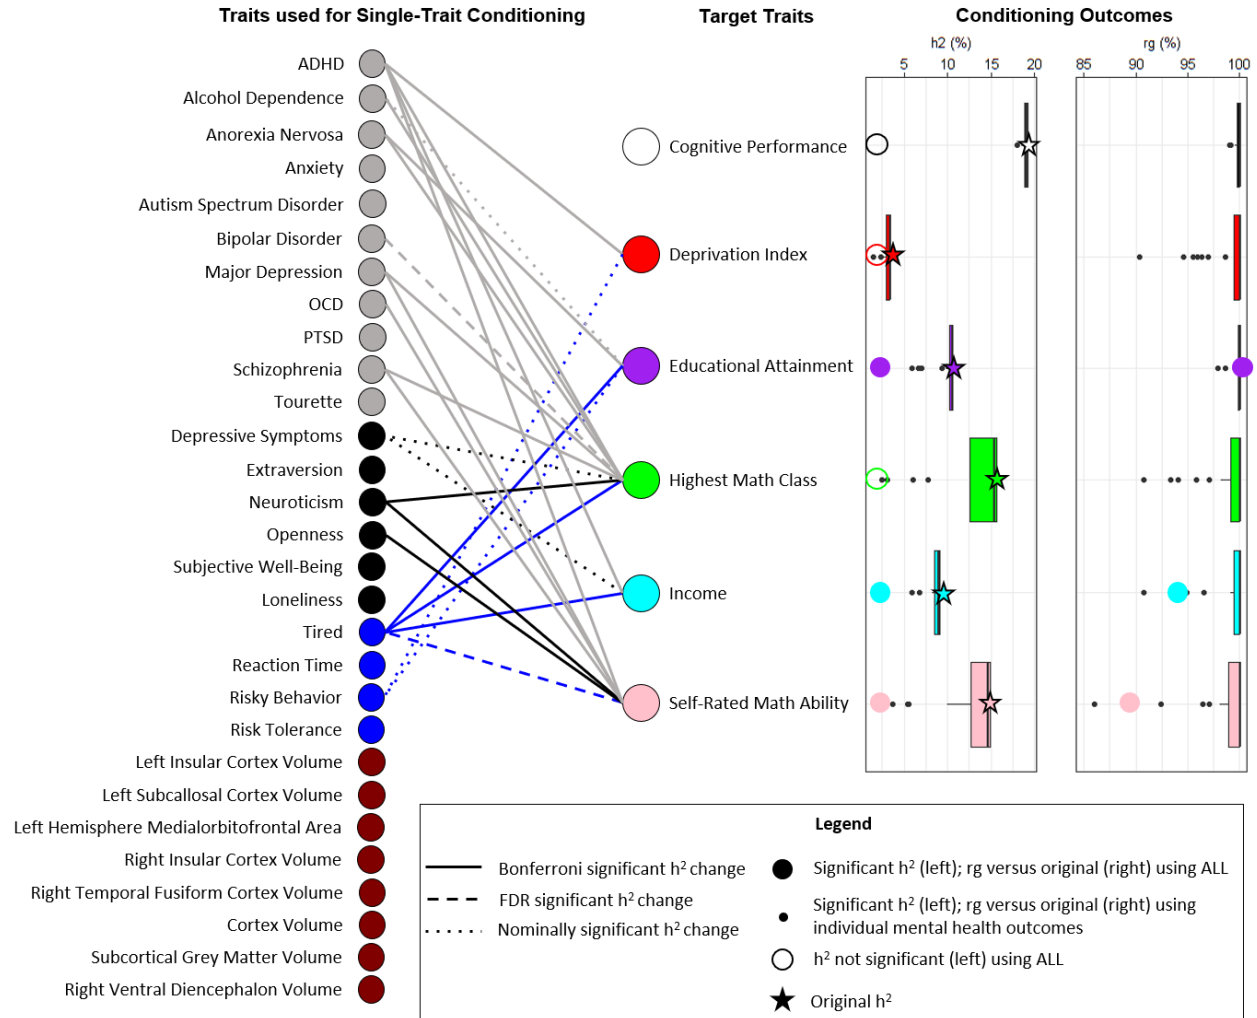 Traits used for Single-Trait Conditioning
Target Traits
Conditioning Outcomes
h2 (%)
rg (%)
5 10 15 20
85 90 95 100
ADHD
Alcohol Dependence
Anorexia Nervosa
Anxiety
Autism Spectrum Disorder
Bipolar Disorder
Major Depression
OCD
PTSD
Schizophrenia
Tourette
Depressive Symptoms
Extraversion
Neuroticism
Openness
Subjective Well-Being
Loneliness
Tired
Reaction Time
Risky Behavior
Risk Tolerance
Left Insular Cortex Volume
Left Subcallosal Cortex Volume
Left Hemisphere Medialorbitofrontal Area
Right Insular Cortex Volume
Right Temporal Fusiform Cortex Volume
Cortex Volume
Subcortical Grey Matter Volume
Right Ventral Diencephalon Volume
Cognitive Performance
Deprivation Index
Educational Attainment
Highest Math Class
Income
Self-Rated Math Ability
Legend
Bonferroni significant h² change
FDR significant h² change
Nominally significant h² change
Significant h² (left); rg versus original (right) using ALL
Significant h² (left); rg versus original (right) using
individual mental health outcomes
h² not significant (left) using ALL
Original h²